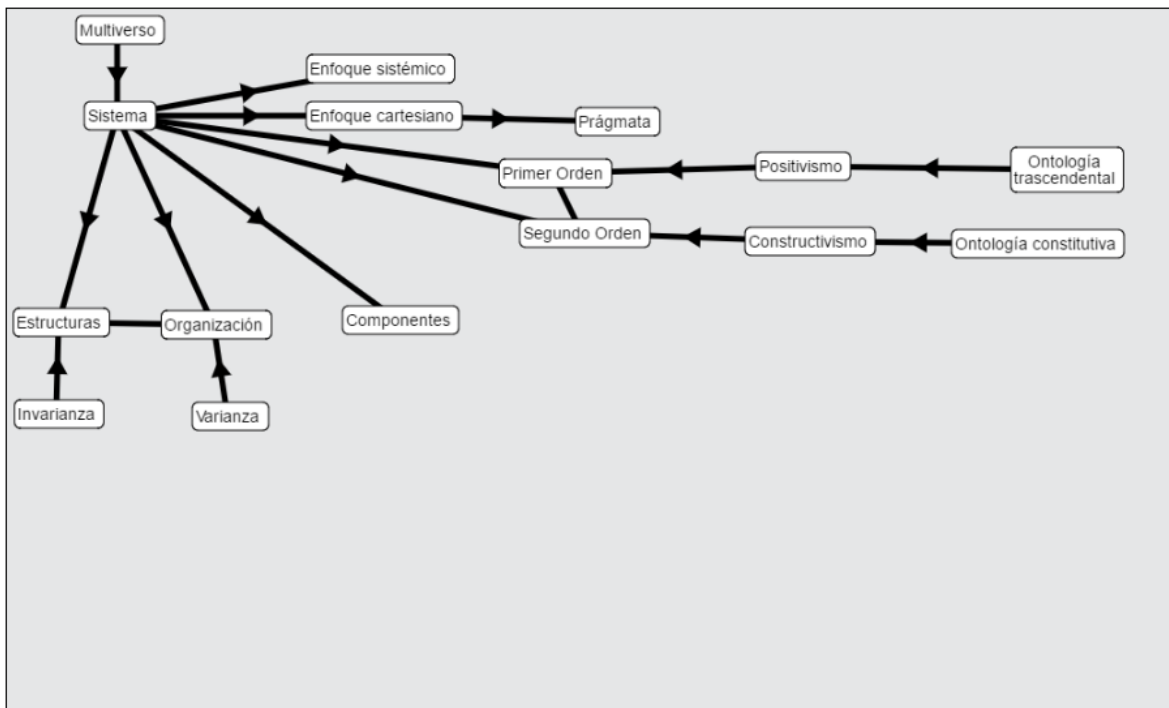 Multiverso
Enfoque sistémico
Sistema
Enfoque cartesiano
Prágmata
Primer Orden
Positivismo
Ontología
trascendental
Segundo Orden
Constructivismo
Ontología constitutiva
Estructuras
Organización
Componentes
Invarianza
Varianza